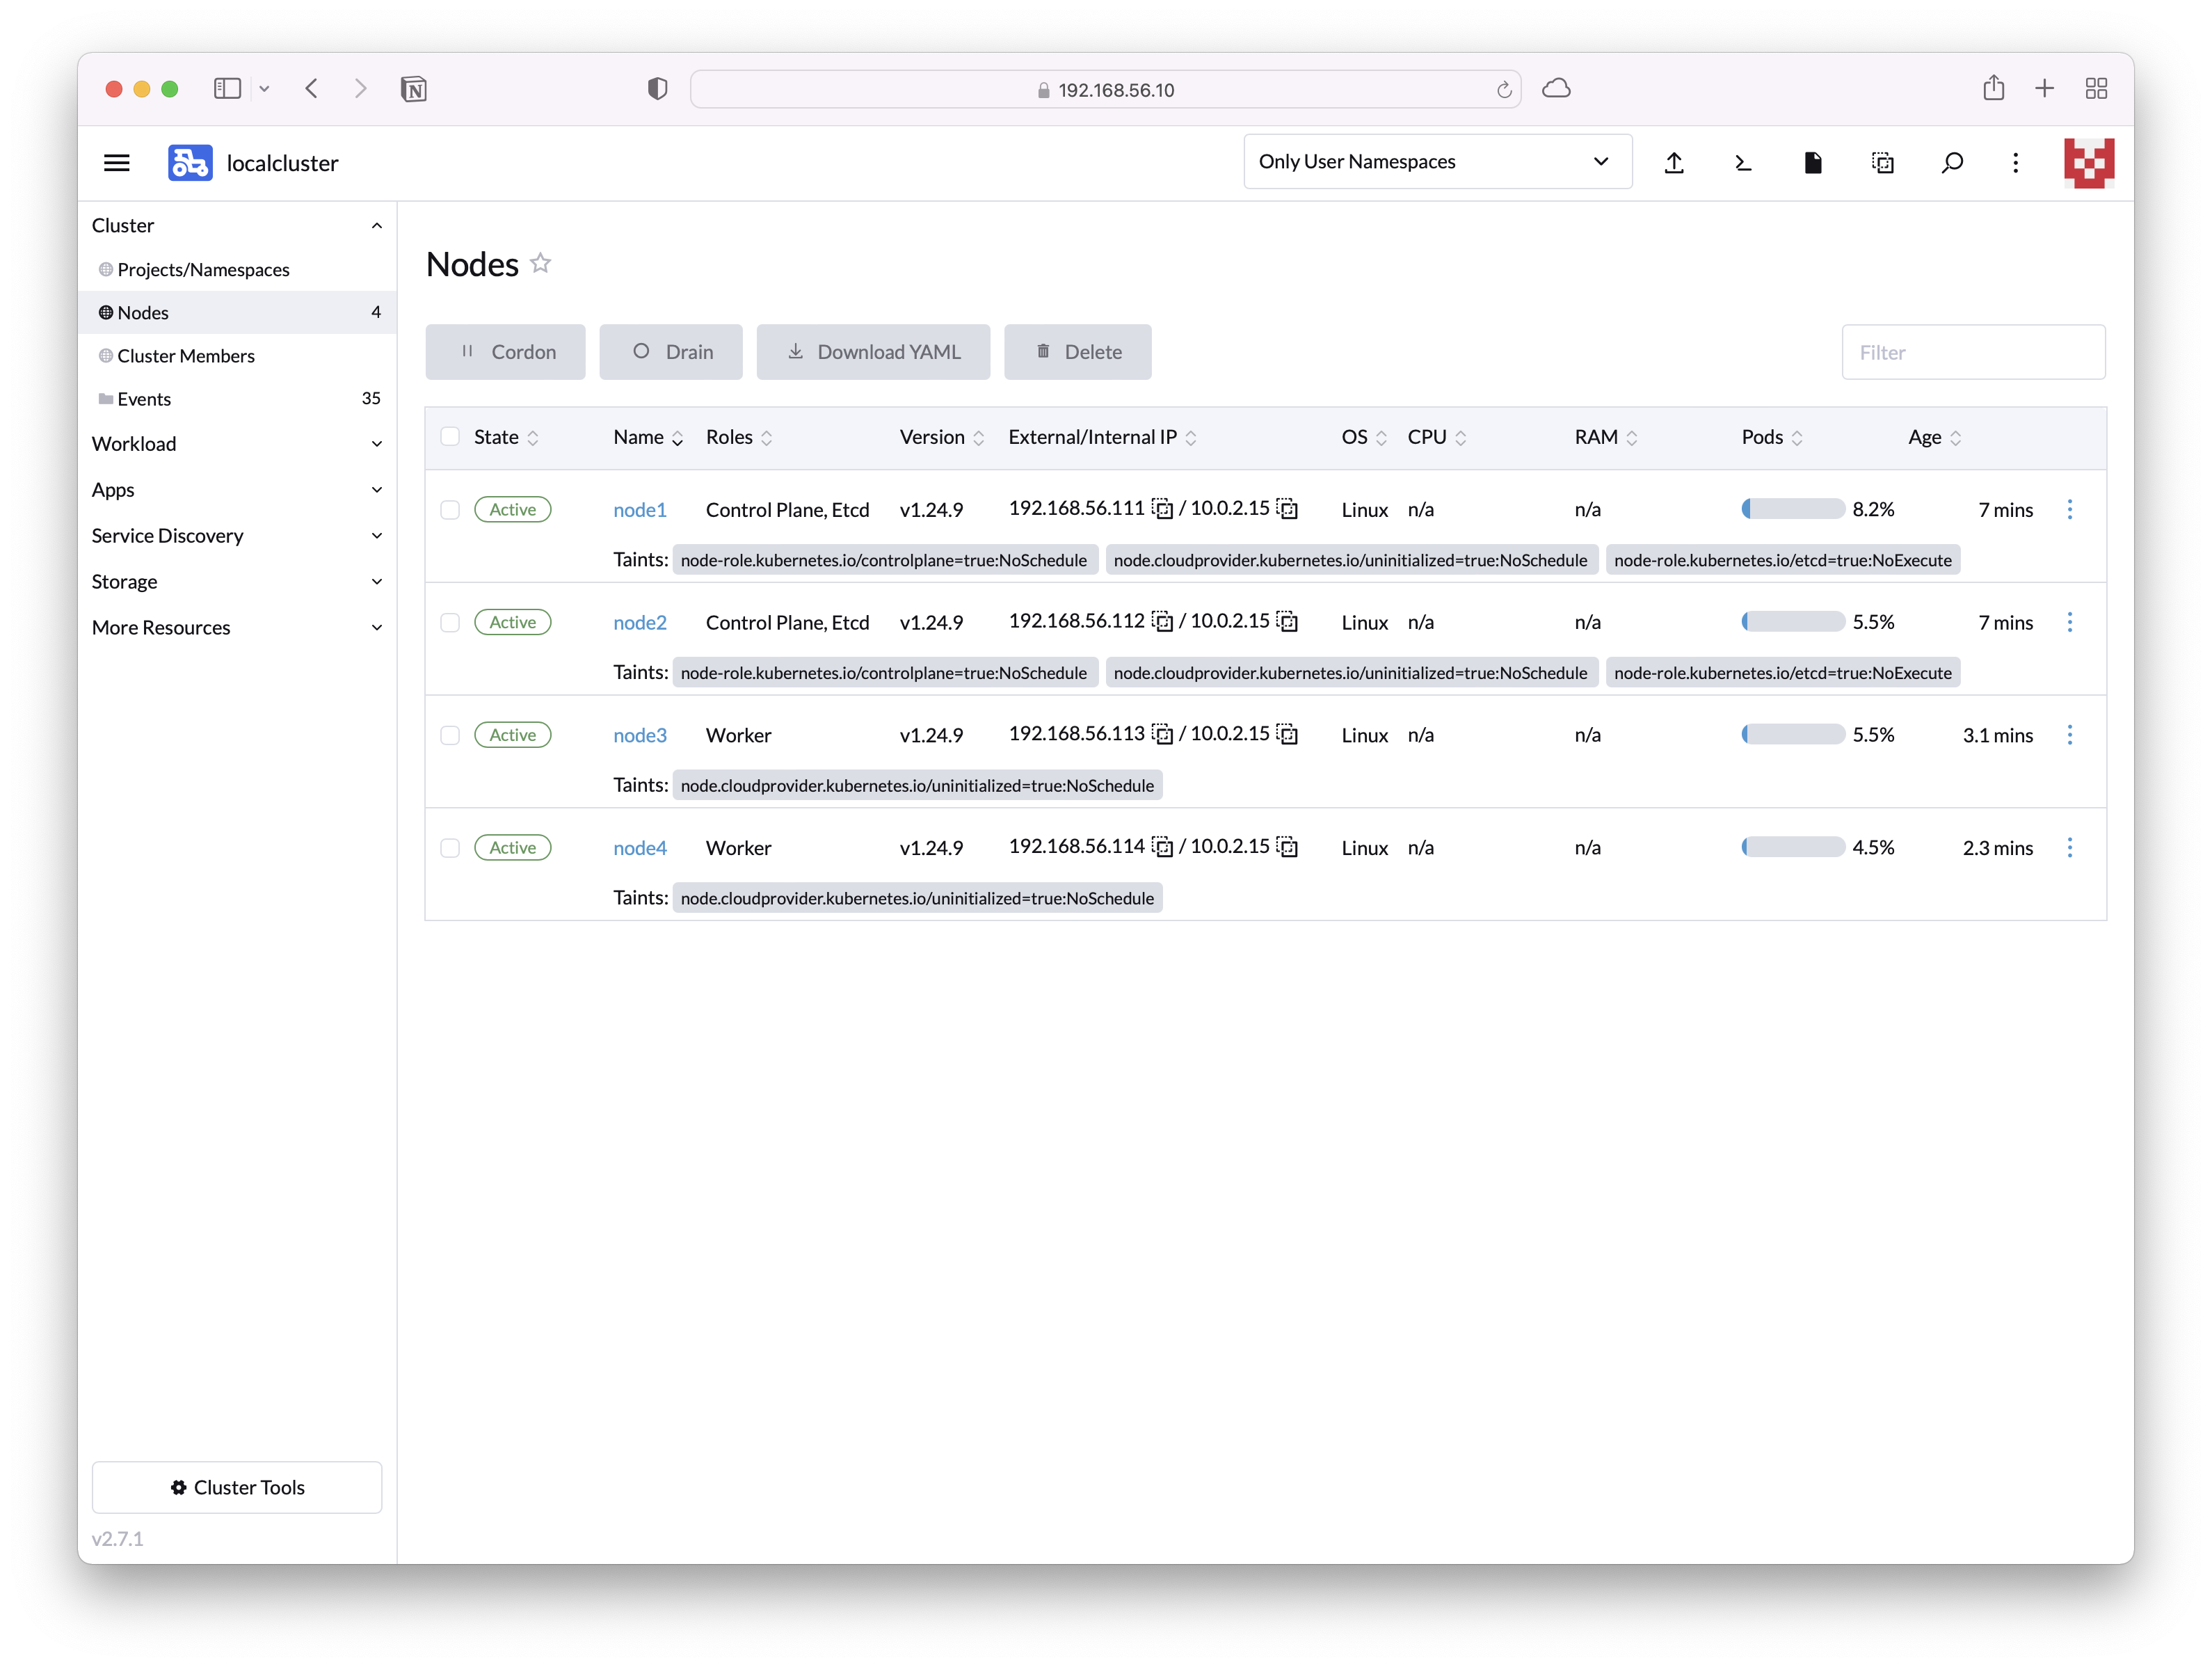 192.168.56.10
localcluster
Only User Namespaces
Cluster
Projects/Namespaces
Nodes 4
Cluster Members
Events 35
Workload
Apps
Service Discovery
Storage
More Resources
Cluster Tools
v2.7.1
Nodes
Cordon Drain Download YAML Delete Filter
State Name Roles Version External/Internal IP OS CPU RAM Pods Age
Active node1 Control Plane, Etcd v1.24.9 192.168.56.111 / 10.0.2.15 Linux n/a n/a 8.2% 7 mins
Taints: node-role.kubernetes.io/controlplane=true:NoSchedule node.cloudprovider.kubernetes.io/uninitialized=true:NoSchedule node-role.kubernetes.io/etcd=true:NoExecute
Active node2 Control Plane, Etcd v1.24.9 192.168.56.112 / 10.0.2.15 Linux n/a n/a 5.5% 7 mins
Taints: node-role.kubernetes.io/controlplane=true:NoSchedule node.cloudprovider.kubernetes.io/uninitialized=true:NoSchedule node-role.kubernetes.io/etcd=true:NoExecute
Active node3 Worker v1.24.9 192.168.56.113 / 10.0.2.15 Linux n/a n/a 5.5% 3.1 mins
Taints: node.cloudprovider.kubernetes.io/uninitialized=true:NoSchedule
Active node4 Worker v1.24.9 192.168.56.114 / 10.0.2.15 Linux n/a n/a 4.5% 2.3 mins
Taints: node.cloudprovider.kubernetes.io/uninitialized=true:NoSchedule